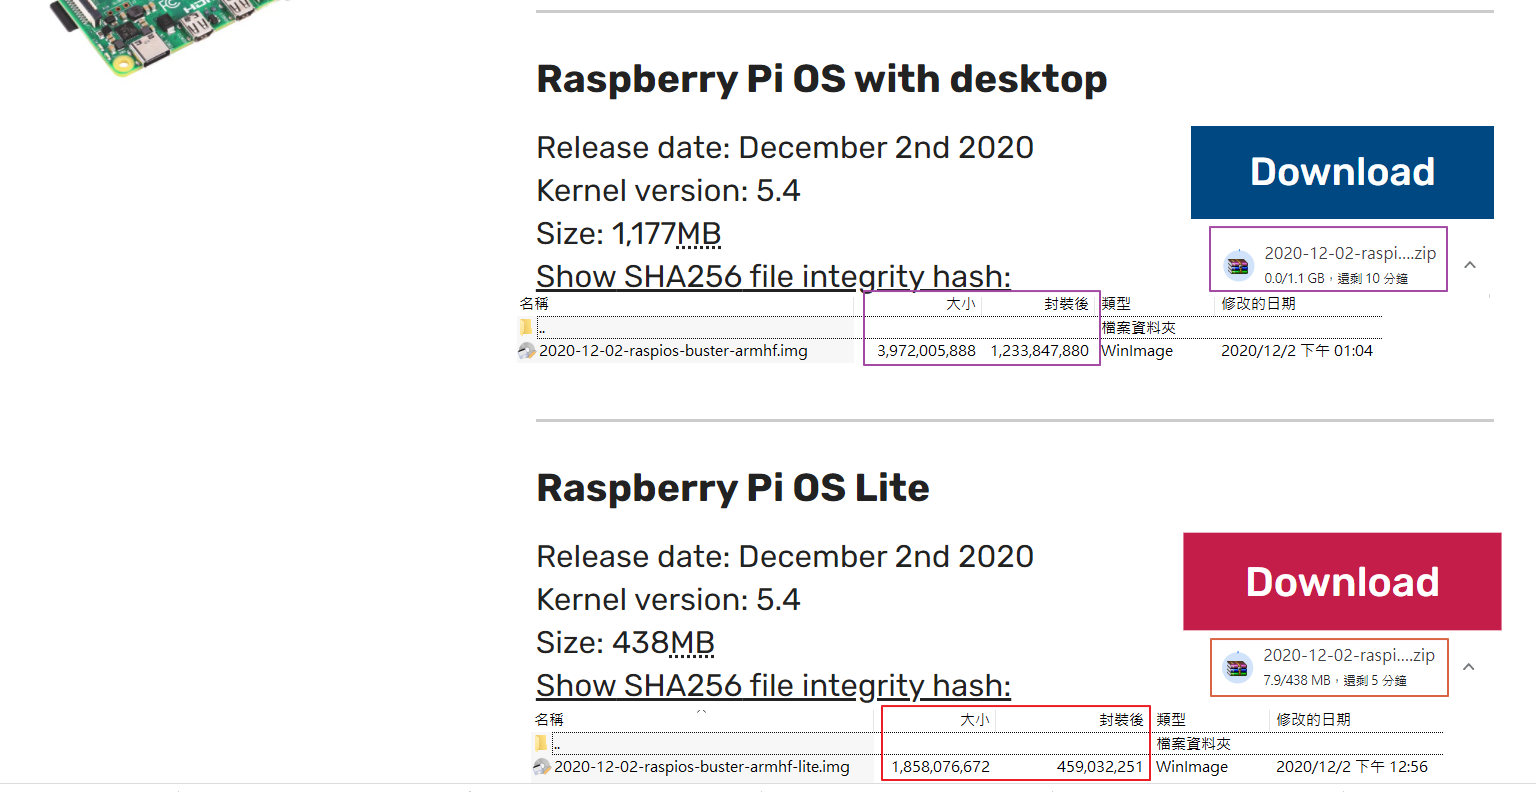 Raspberry Pi OS with desktop
Release date: December 2nd 2020
Download
Kernel version: 5.4
Size: 1,177MB
2020-12-02-raspi....zip
0.0/1.1 GB，還剩 10 分鐘
Show SHA256 file integrity hash:
名稱 大小 封裝後 類型 修改的日期
.. 檔案資料夾
2020-12-02-raspios-buster-armhf.img 3,972,005,888 1,233,847,880 WinImage 2020/12/2 下午 01:04
Raspberry Pi OS Lite
Release date: December 2nd 2020
Download
Kernel version: 5.4
Size: 438MB
2020-12-02-raspi....zip
7.9/438 MB，還剩 5 分鐘
Show SHA256 file integrity hash:
名稱 大小 封裝後 類型 修改的日期
.. 檔案資料夾
2020-12-02-raspios-buster-armhf-lite.img 1,858,076,672 459,032,251 WinImage 2020/12/2 下午 12:56